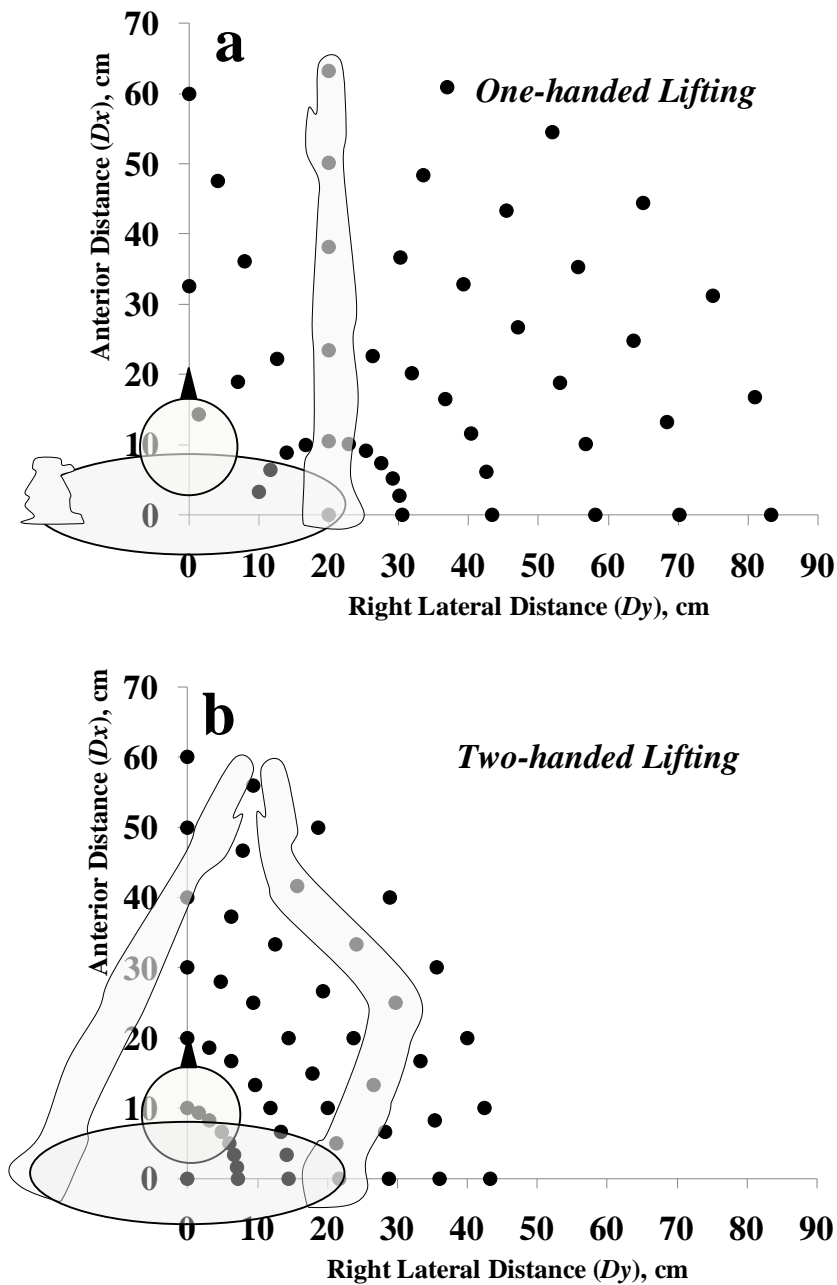 70
a
60
One-handed Lifting
50
40
30
20
10
0
Anterior Distance (Dx), cm
0 10 20 30 40 50 60 70 80 90
Right Lateral Distance (Dy), cm
70
b
60
Two-handed Lifting
50
40
30
20
10
0
Anterior Distance (Dx), cm
0 10 20 30 40 50 60 70 80 90
Right Lateral Distance (Dy), cm